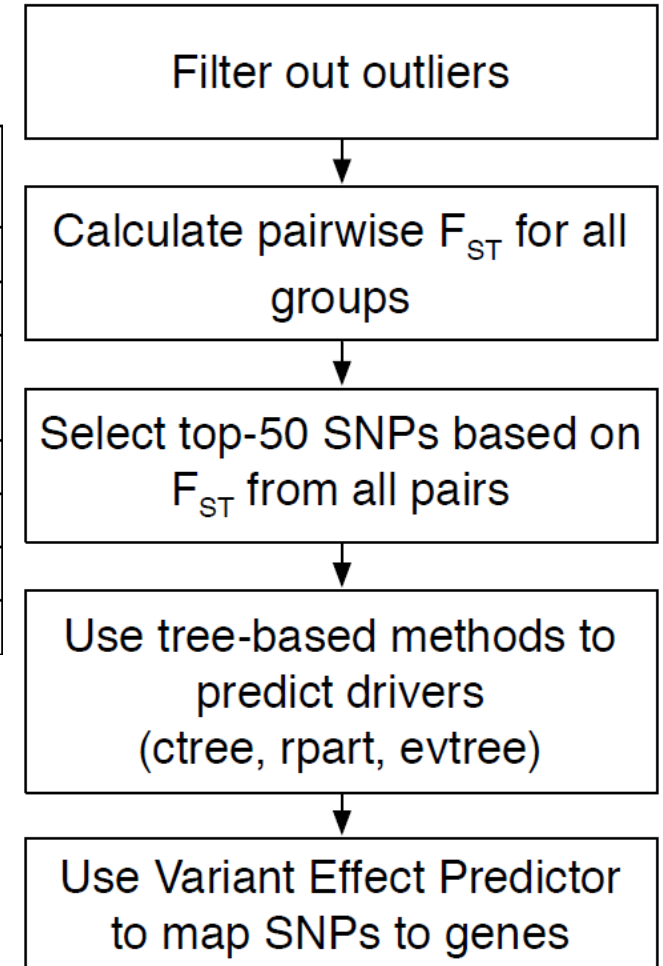 Filter out outliers
Calculate pairwise FST for all
groups
Select top-50 SNPs based on
FST from all pairs
Use tree-based methods to
predict drivers
(ctree, rpart, evtree)
Use Variant Effect Predictor
to map SNPs to genes